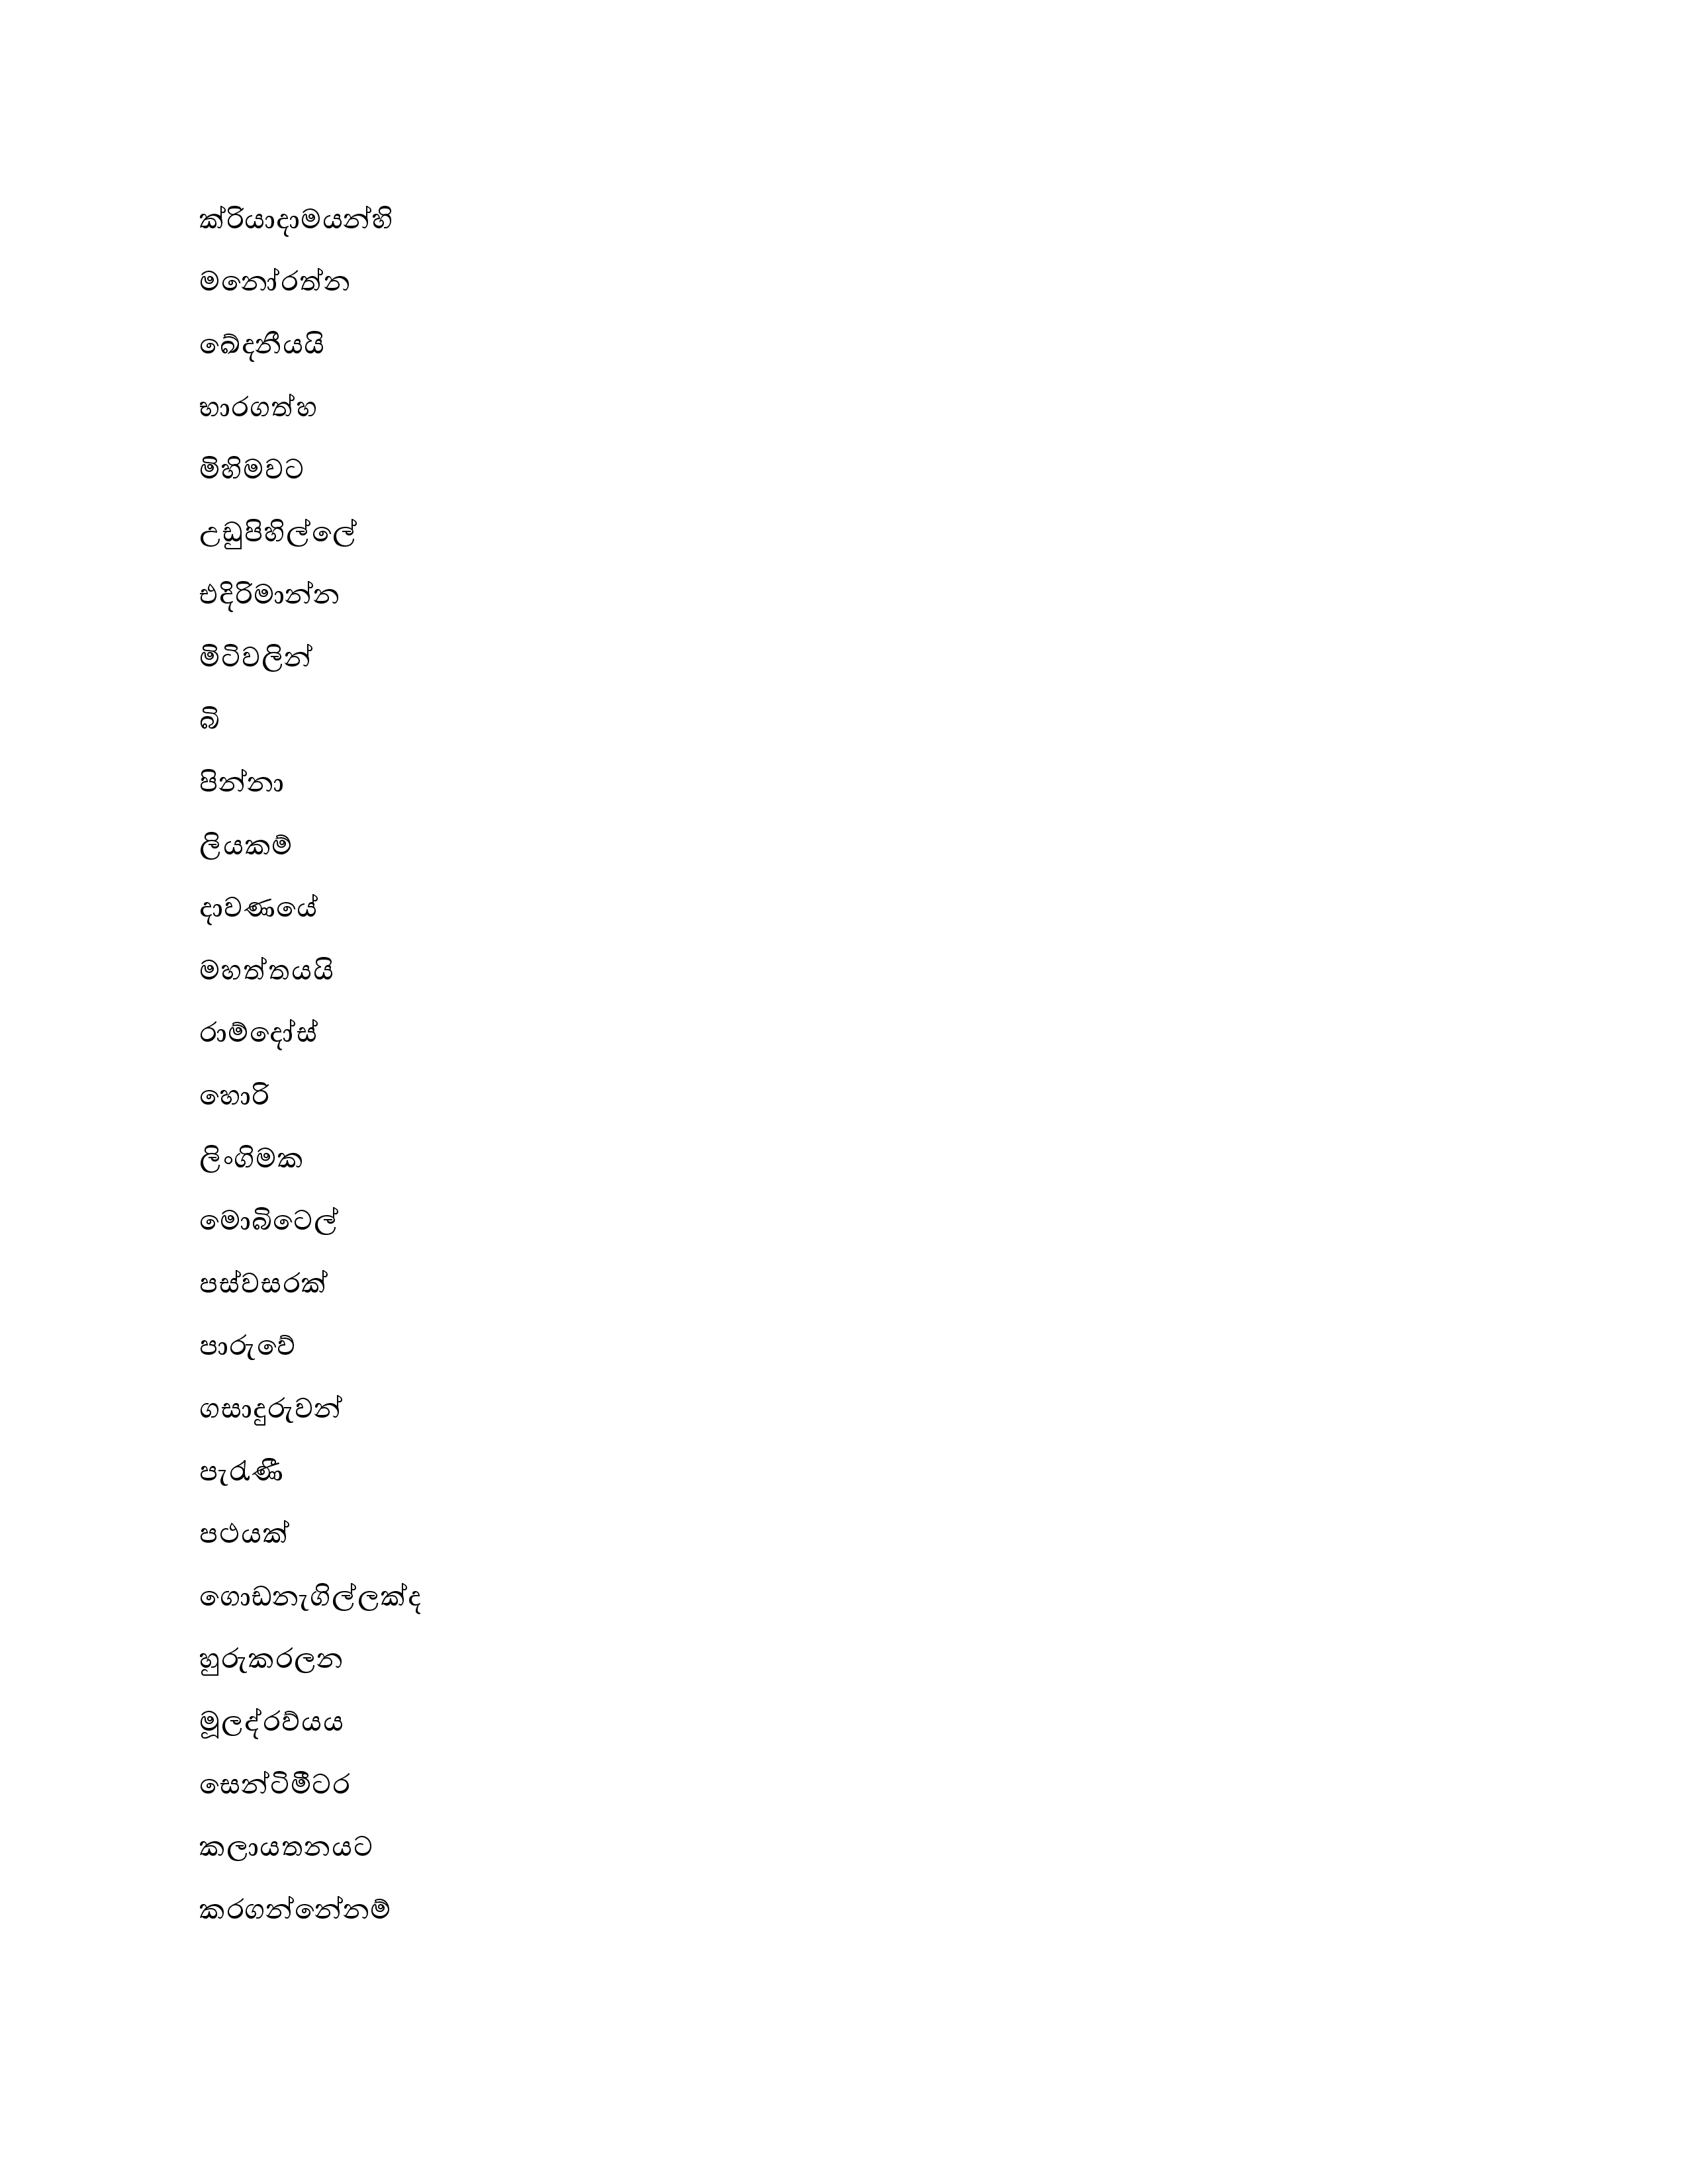 ක්රියාදාමයන්හි
මනෝරත්න
ඛේදනීයයි
භාරගත්හ
මිහිමවට
උඩුපිහිල්ලේ
එදිරිමාන්න
මිටිවලින්
බි
පින්නා
ලියකම්
දාවණයේ
මහත්තයයි
රාම්දෝස්
හොරි
ලිංගිමක
මොබිටෙල්
පස්වසරක්
පාරුවේ
ගසාදුරුවන්
පැරැණී
පථයක්
ගොඩනැගිල්ලක්ද
හුරුකරලන
මූලද්රව්යය
සෙන්ටිමීටර
කලායතනයට
කරගන්නේනම්